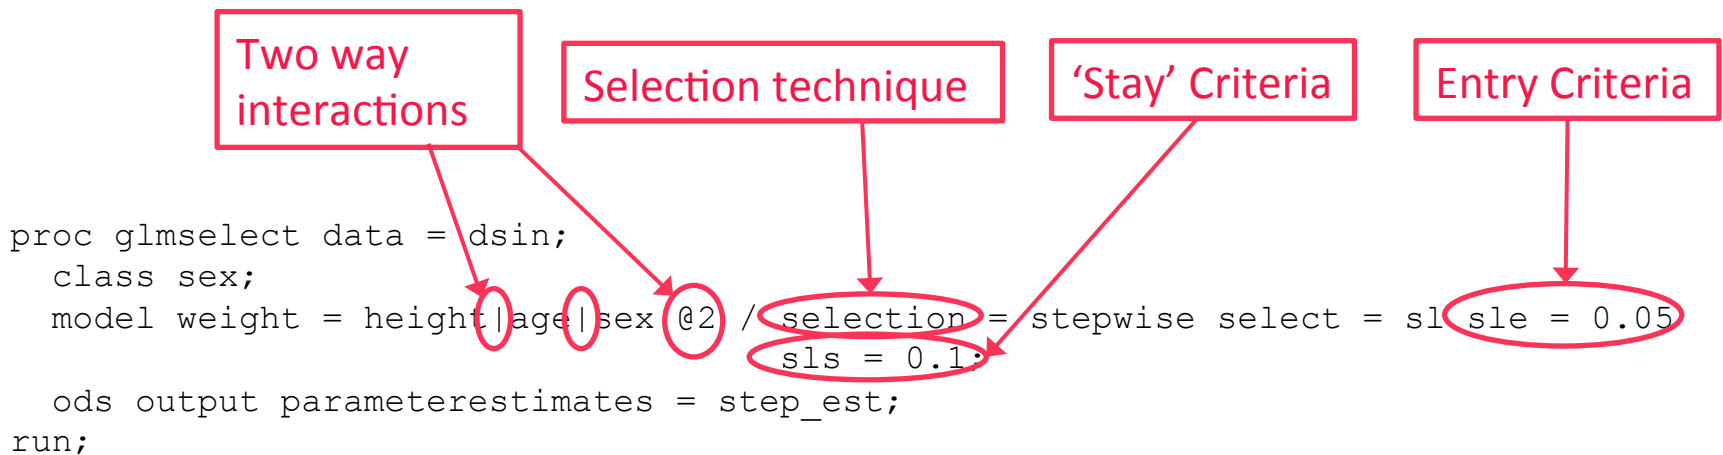 Two way
interactions
Selection technique
‘Stay’ Criteria
Entry Criteria
proc glmselect data = dsin;
class sex;
model weight = height|age|sex @2 / selection = stepwise select = sl sle = 0.05
sls = 0.1;
ods output parameterestimates = step_est;
run;